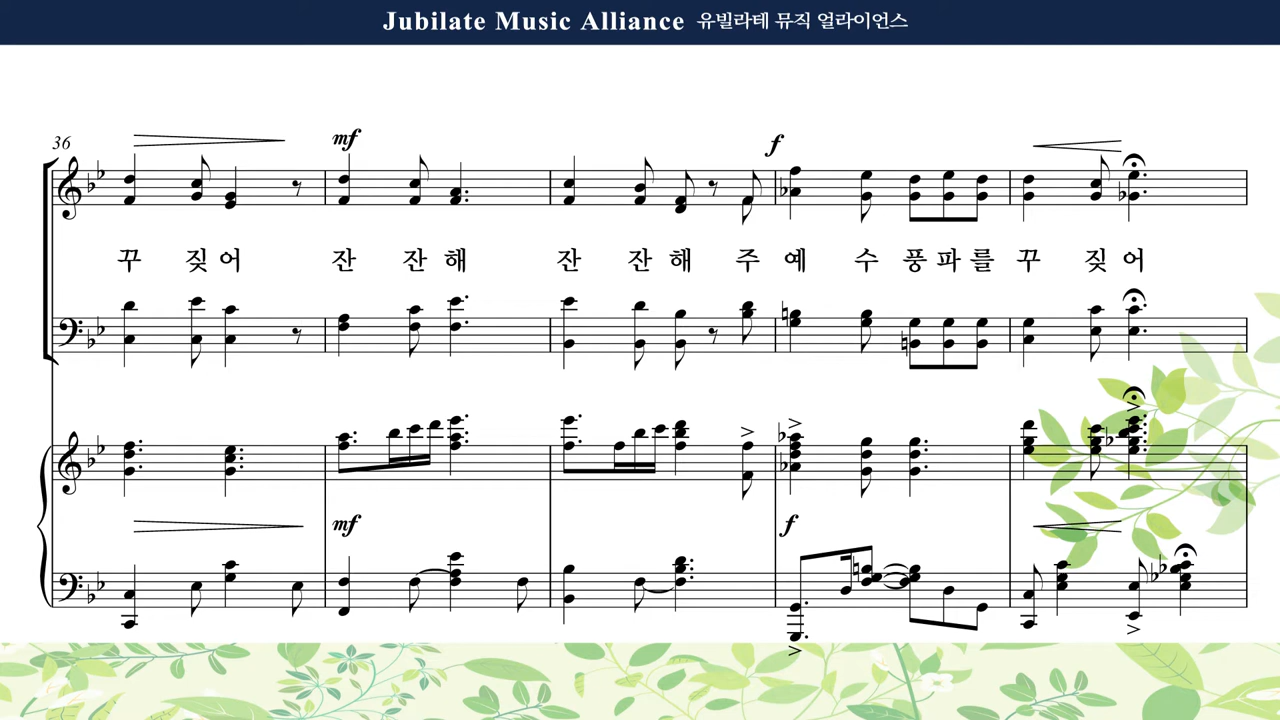 Jubilate Music Alliance 유빌라테 뮤직 얼라이언스
36
mf
f
꾸 짖 어 잔 잔 해 잔 잔 해 주 예 수 풍 파 를 꾸 짖 어
mf
f